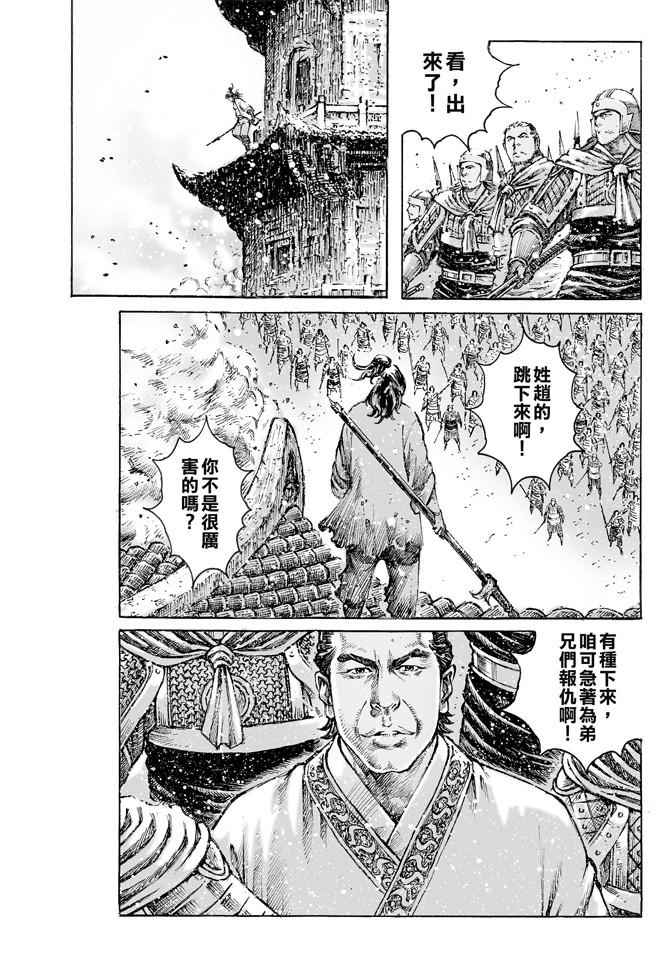 看，出
來了！
姓趙的，
跳下來啊！
你不是很厲
害的嗎？
有種下來，
咱可急著為弟
兄們報仇啊！